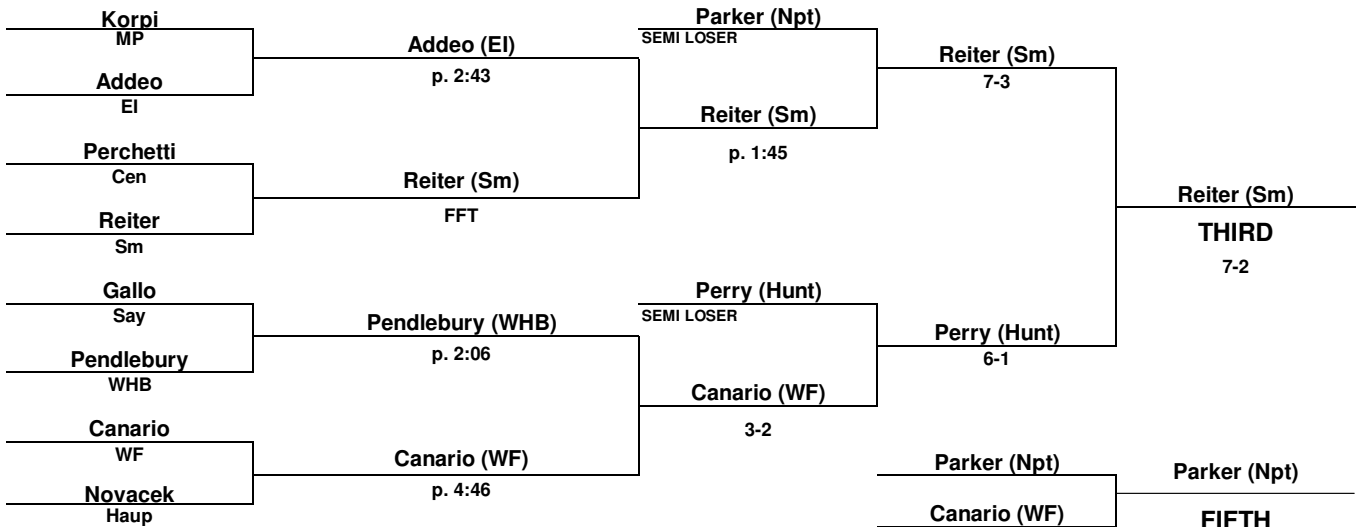 Korpi
MP
Addeo
EI
Perchetti
Cen
Reiter
Sm
Gallo
Say
Pendlebury
WHB
Canario
WF
Novacek
Haup
Addeo (EI)
p. 2:43
Reiter (Sm)
FFT
Pendlebury (WHB)
p. 2:06
Canario (WF)
p. 4:46
Parker (Npt)
SEMI LOSER
Reiter (Sm)
p. 1:45
Perry (Hunt)
SEMI LOSER
Canario (WF)
3-2
Reiter (Sm)
7-3
Perry (Hunt)
6-1
Reiter (Sm)
THIRD
7-2
Parker (Npt)
Canario (WF)
Parker (Npt)
FIFTH